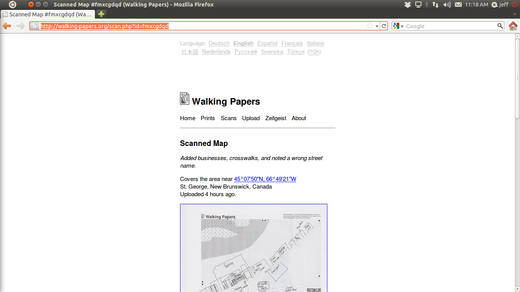 Scanned Map #fmxcgdqd (Walking Papers) - Mozilla Firefox
11:18 AM
jeff
Scanned Map #fmxcgdqd (Wa...
http://walking-papers.org/scan.php?id=fmxcgdqd
Google
Language: Deutsch English Español Français Italiano
日本語 Nederlands Русский Svenska Türkçe
Walking Papers
Home Prints Scans Upload Zeitgeist About
Scanned Map
Added businesses, crosswalks, and noted a wrong street
name.
Covers the area near 45°07'50"N, 66°49'21"W
St. George, New Brunswick, Canada
Uploaded 4 hours ago.
Walking Papers